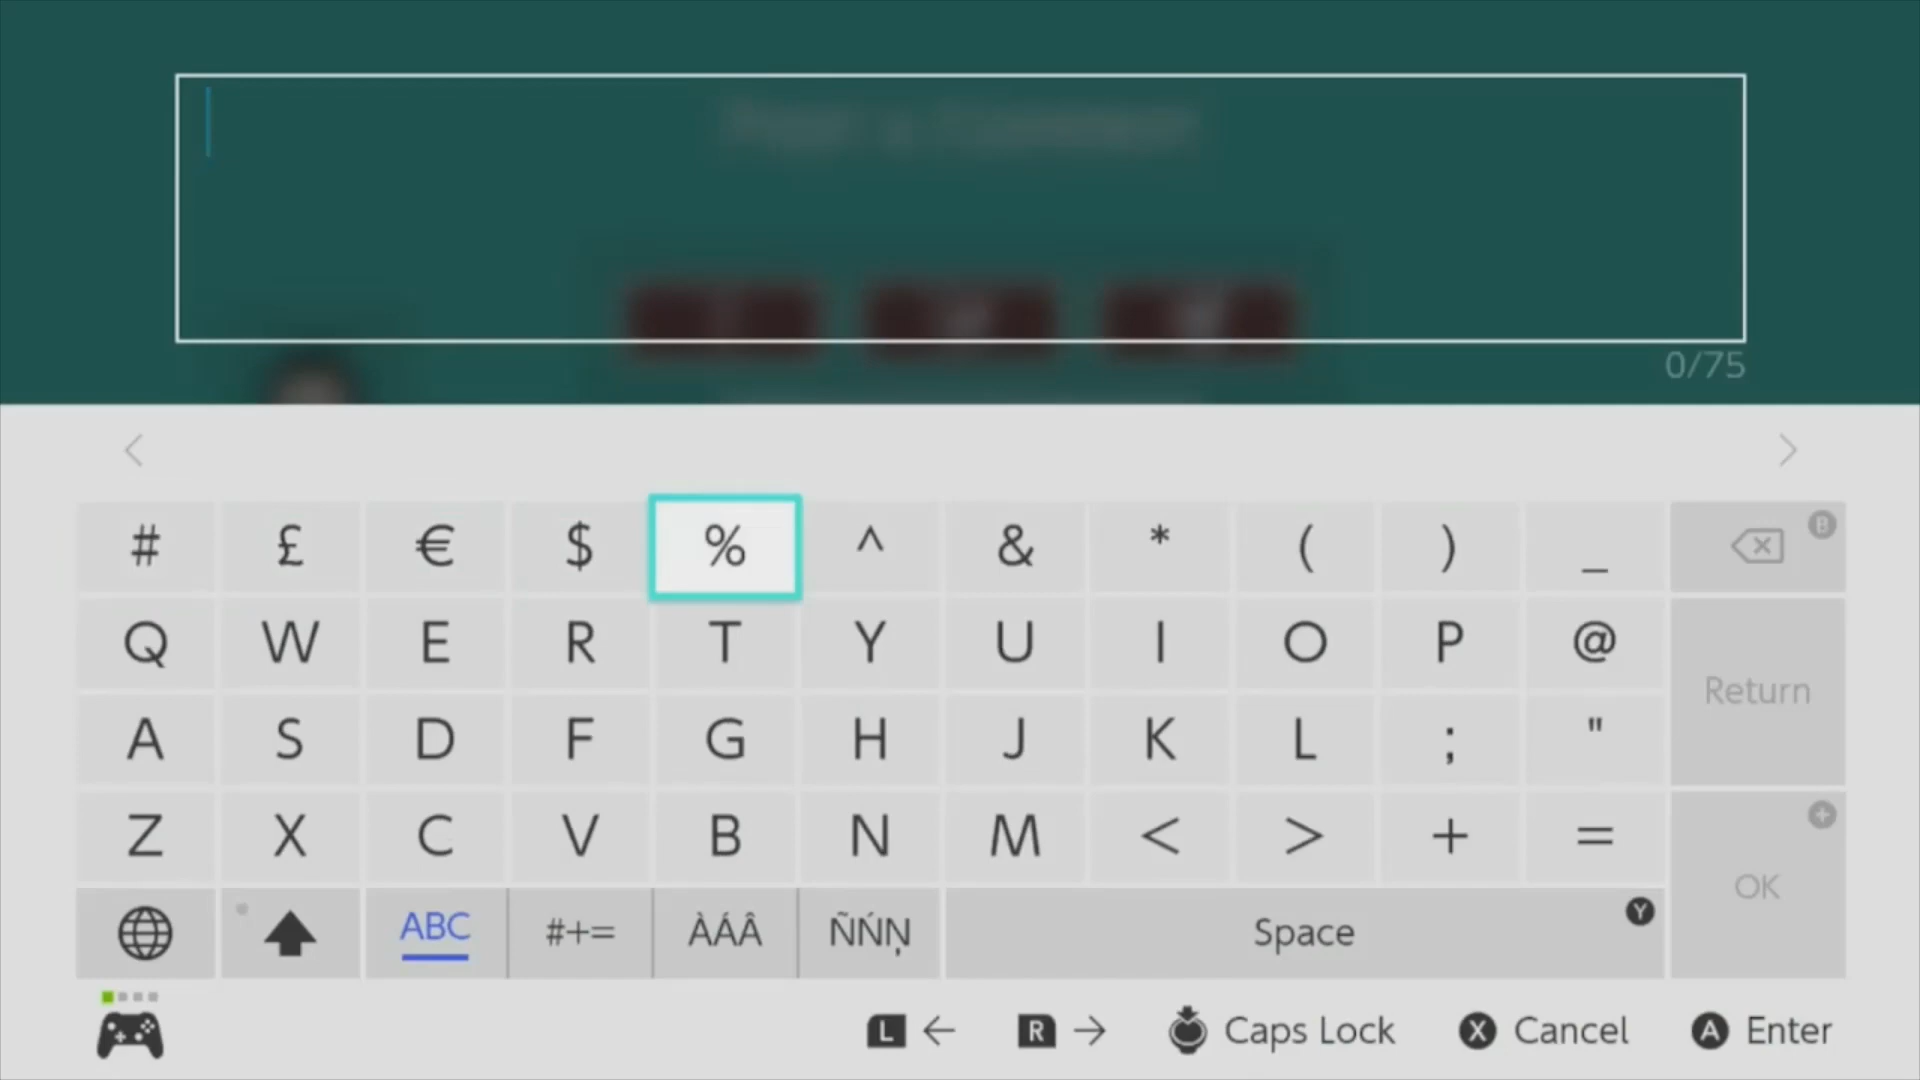 0/75
# £ € $ % ^ & * ( ) _ B
Q W E R T Y U I O P @ Return
A S D F G H J K L ; "
Z X C V B N M < > + = + OK
ABC #+= ÀÁÂ ÑŃŅ Space Y
L ← R → Caps Lock X Cancel A Enter